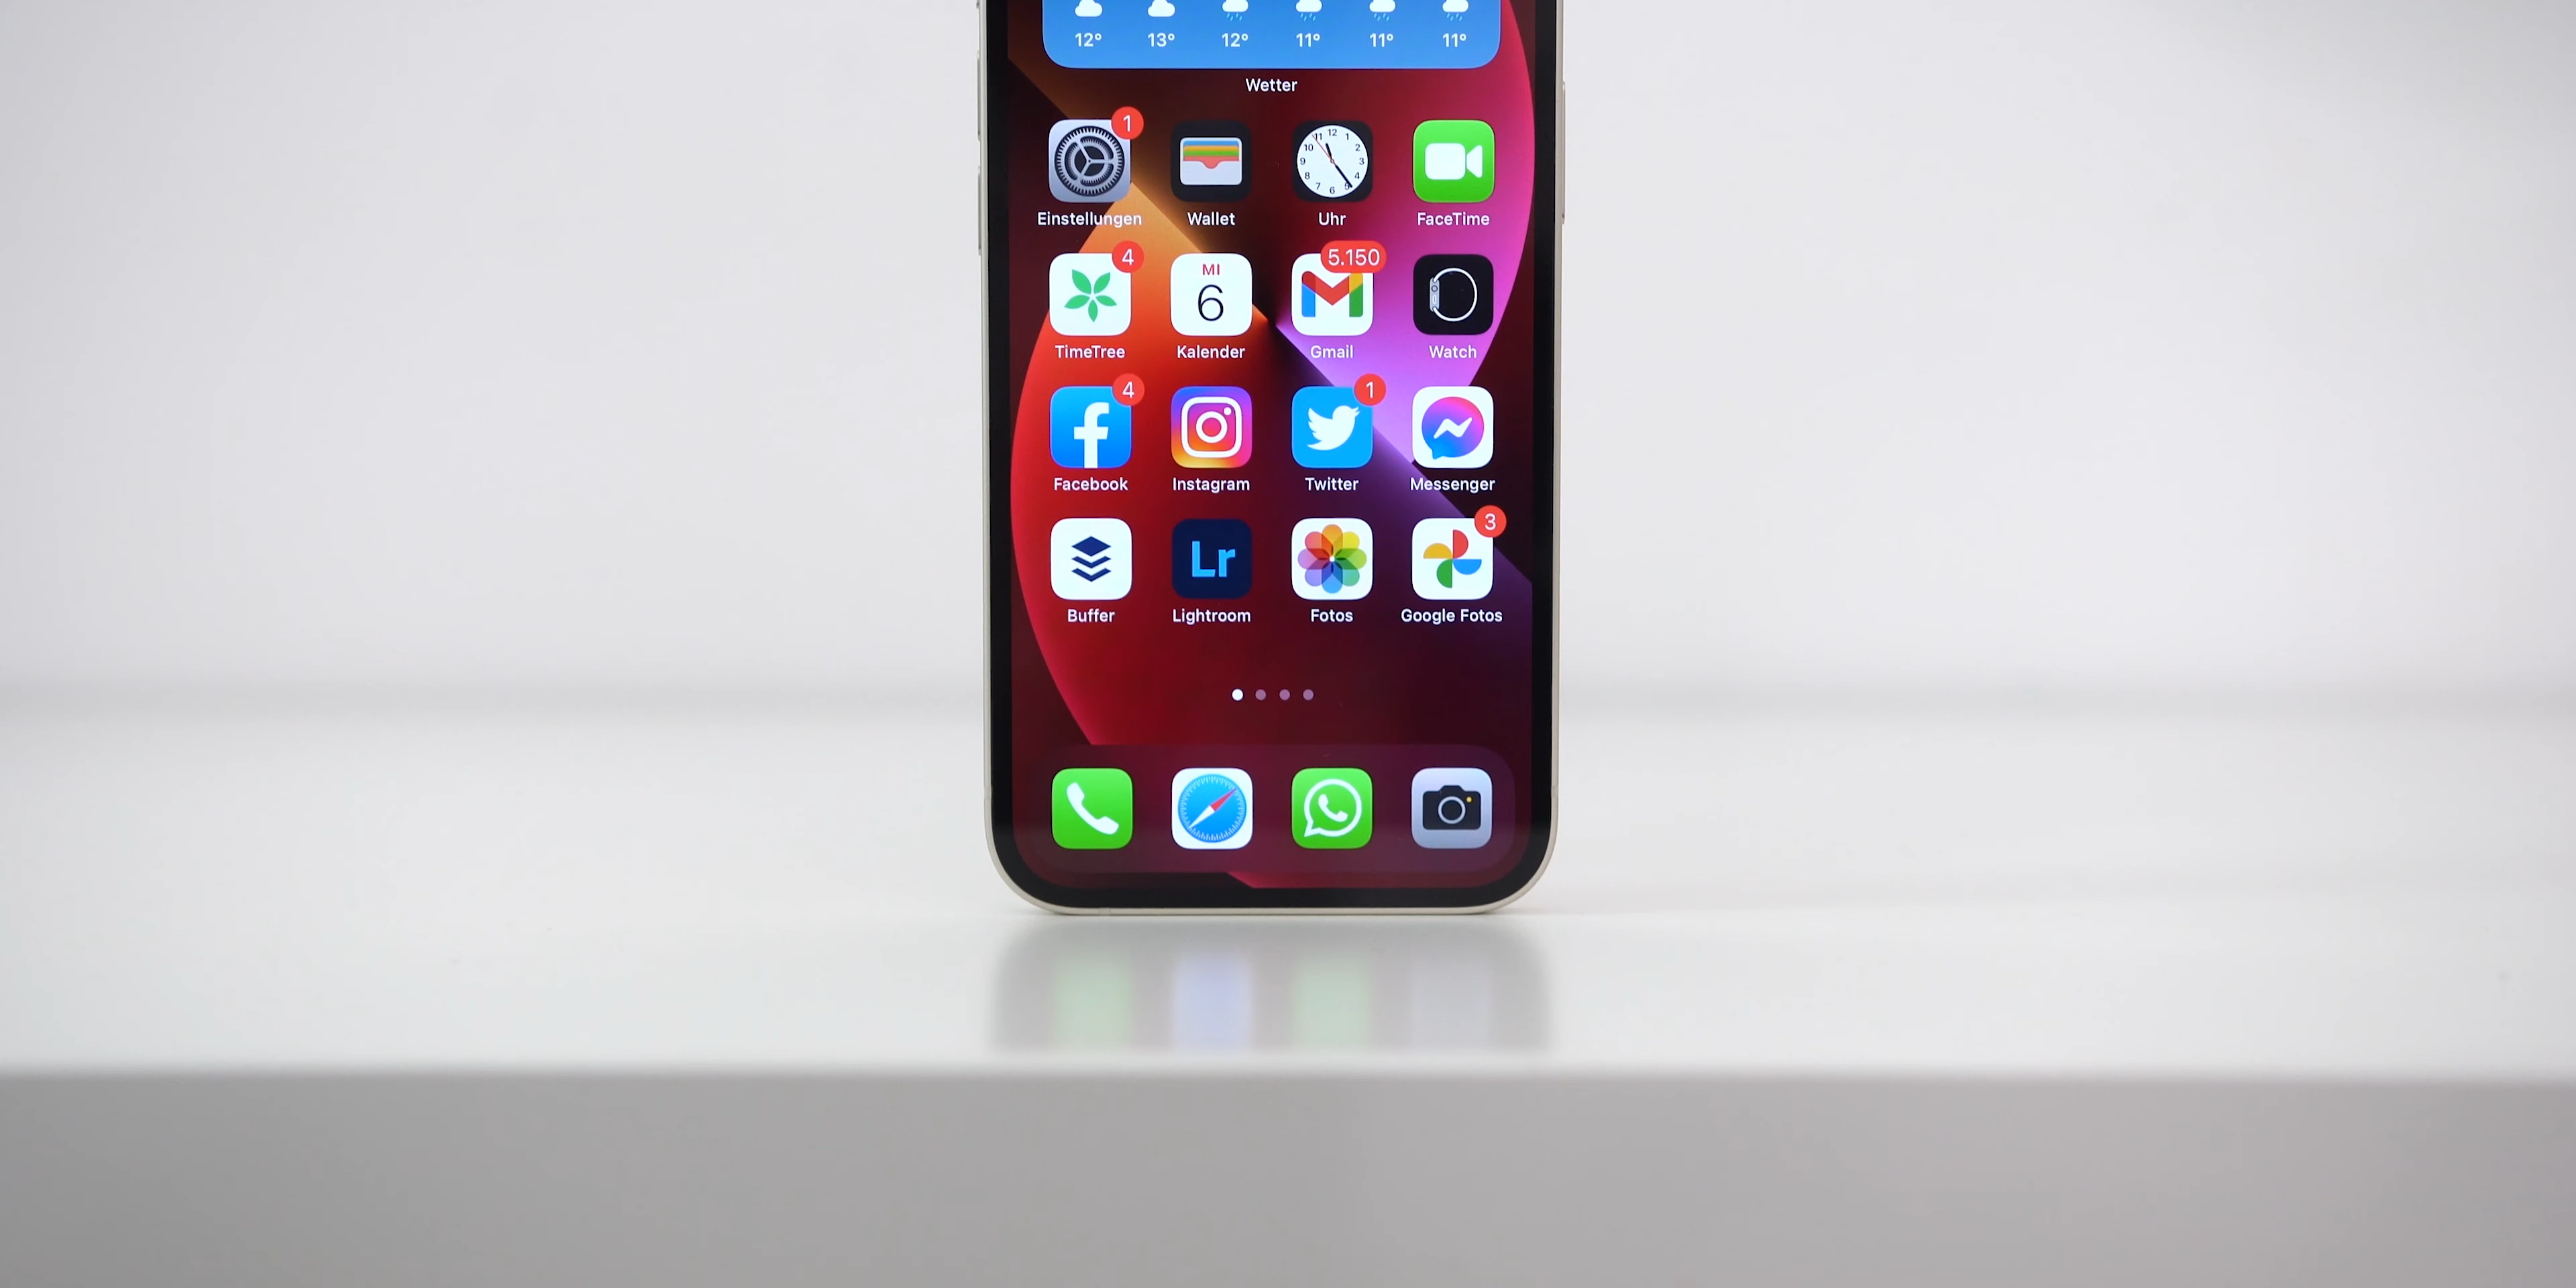 12° 13° 12° 11° 11° 11°
Wetter
1
Einstellungen Wallet Uhr FaceTime
4 MI 5.150
6
TimeTree Kalender Gmail Watch
4 1
Facebook Instagram Twitter Messenger
3
Lr
Buffer Lightroom Fotos Google Fotos